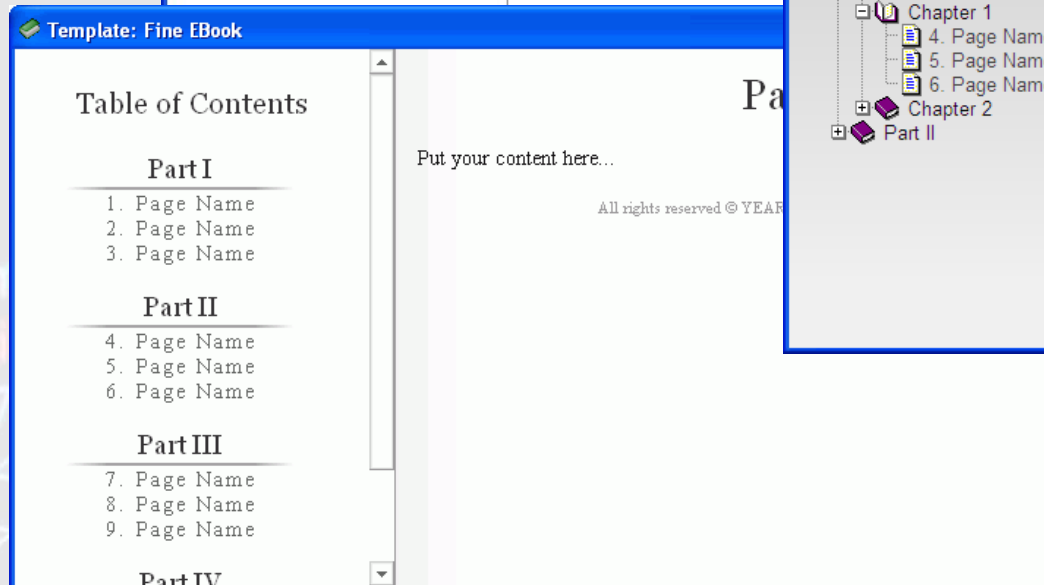 Template: Fine EBook
Table of Contents
Part I
1. Page Name
2. Page Name
3. Page Name
Part II
4. Page Name
5. Page Name
6. Page Name
Part III
7. Page Name
8. Page Name
9. Page Name
Part IV
Pa
Put your content here...
All rights reserved © YEAR
Chapter 1
4. Page Nam
5. Page Nam
6. Page Nam
Chapter 2
Part II